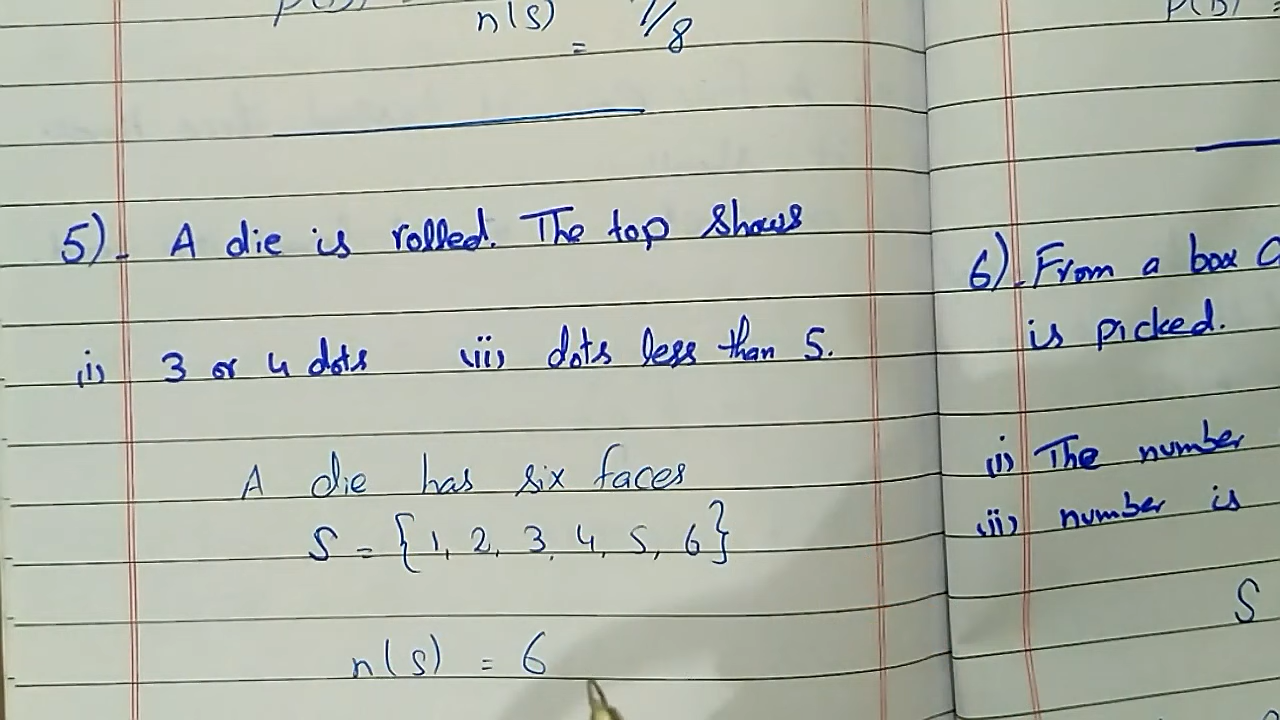 n(S)
= 1/8
5). A die is rolled. The top shows
(i) 3 or 4 dots (ii) dots less than 5.
A die has six faces
S = {1, 2, 3, 4, 5, 6}
n(S) = 6
6). From a box
is picked.
(i) The number
(ii) number is
S